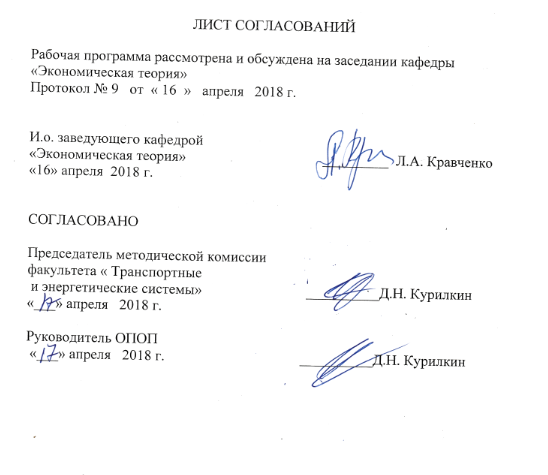 ЛИСТ СОГЛАСОВАНИЙ
Рабочая программа рассмотрена и обсуждена на заседании кафедры
«Экономическая теория»
Протокол № 9 от « 16 » апреля 2018 г.
И.о. заведующего кафедрой
«Экономическая теория» Л.А. Кравченко
«16» апреля 2018 г.
СОГЛАСОВАНО
Председатель методической комиссии
факультета « Транспортные
и энергетические системы» Д.Н. Курилкин
«17» апреля 2018 г.
Руководитель ОПОП Д.Н. Курилкин
«17» апреля 2018 г.